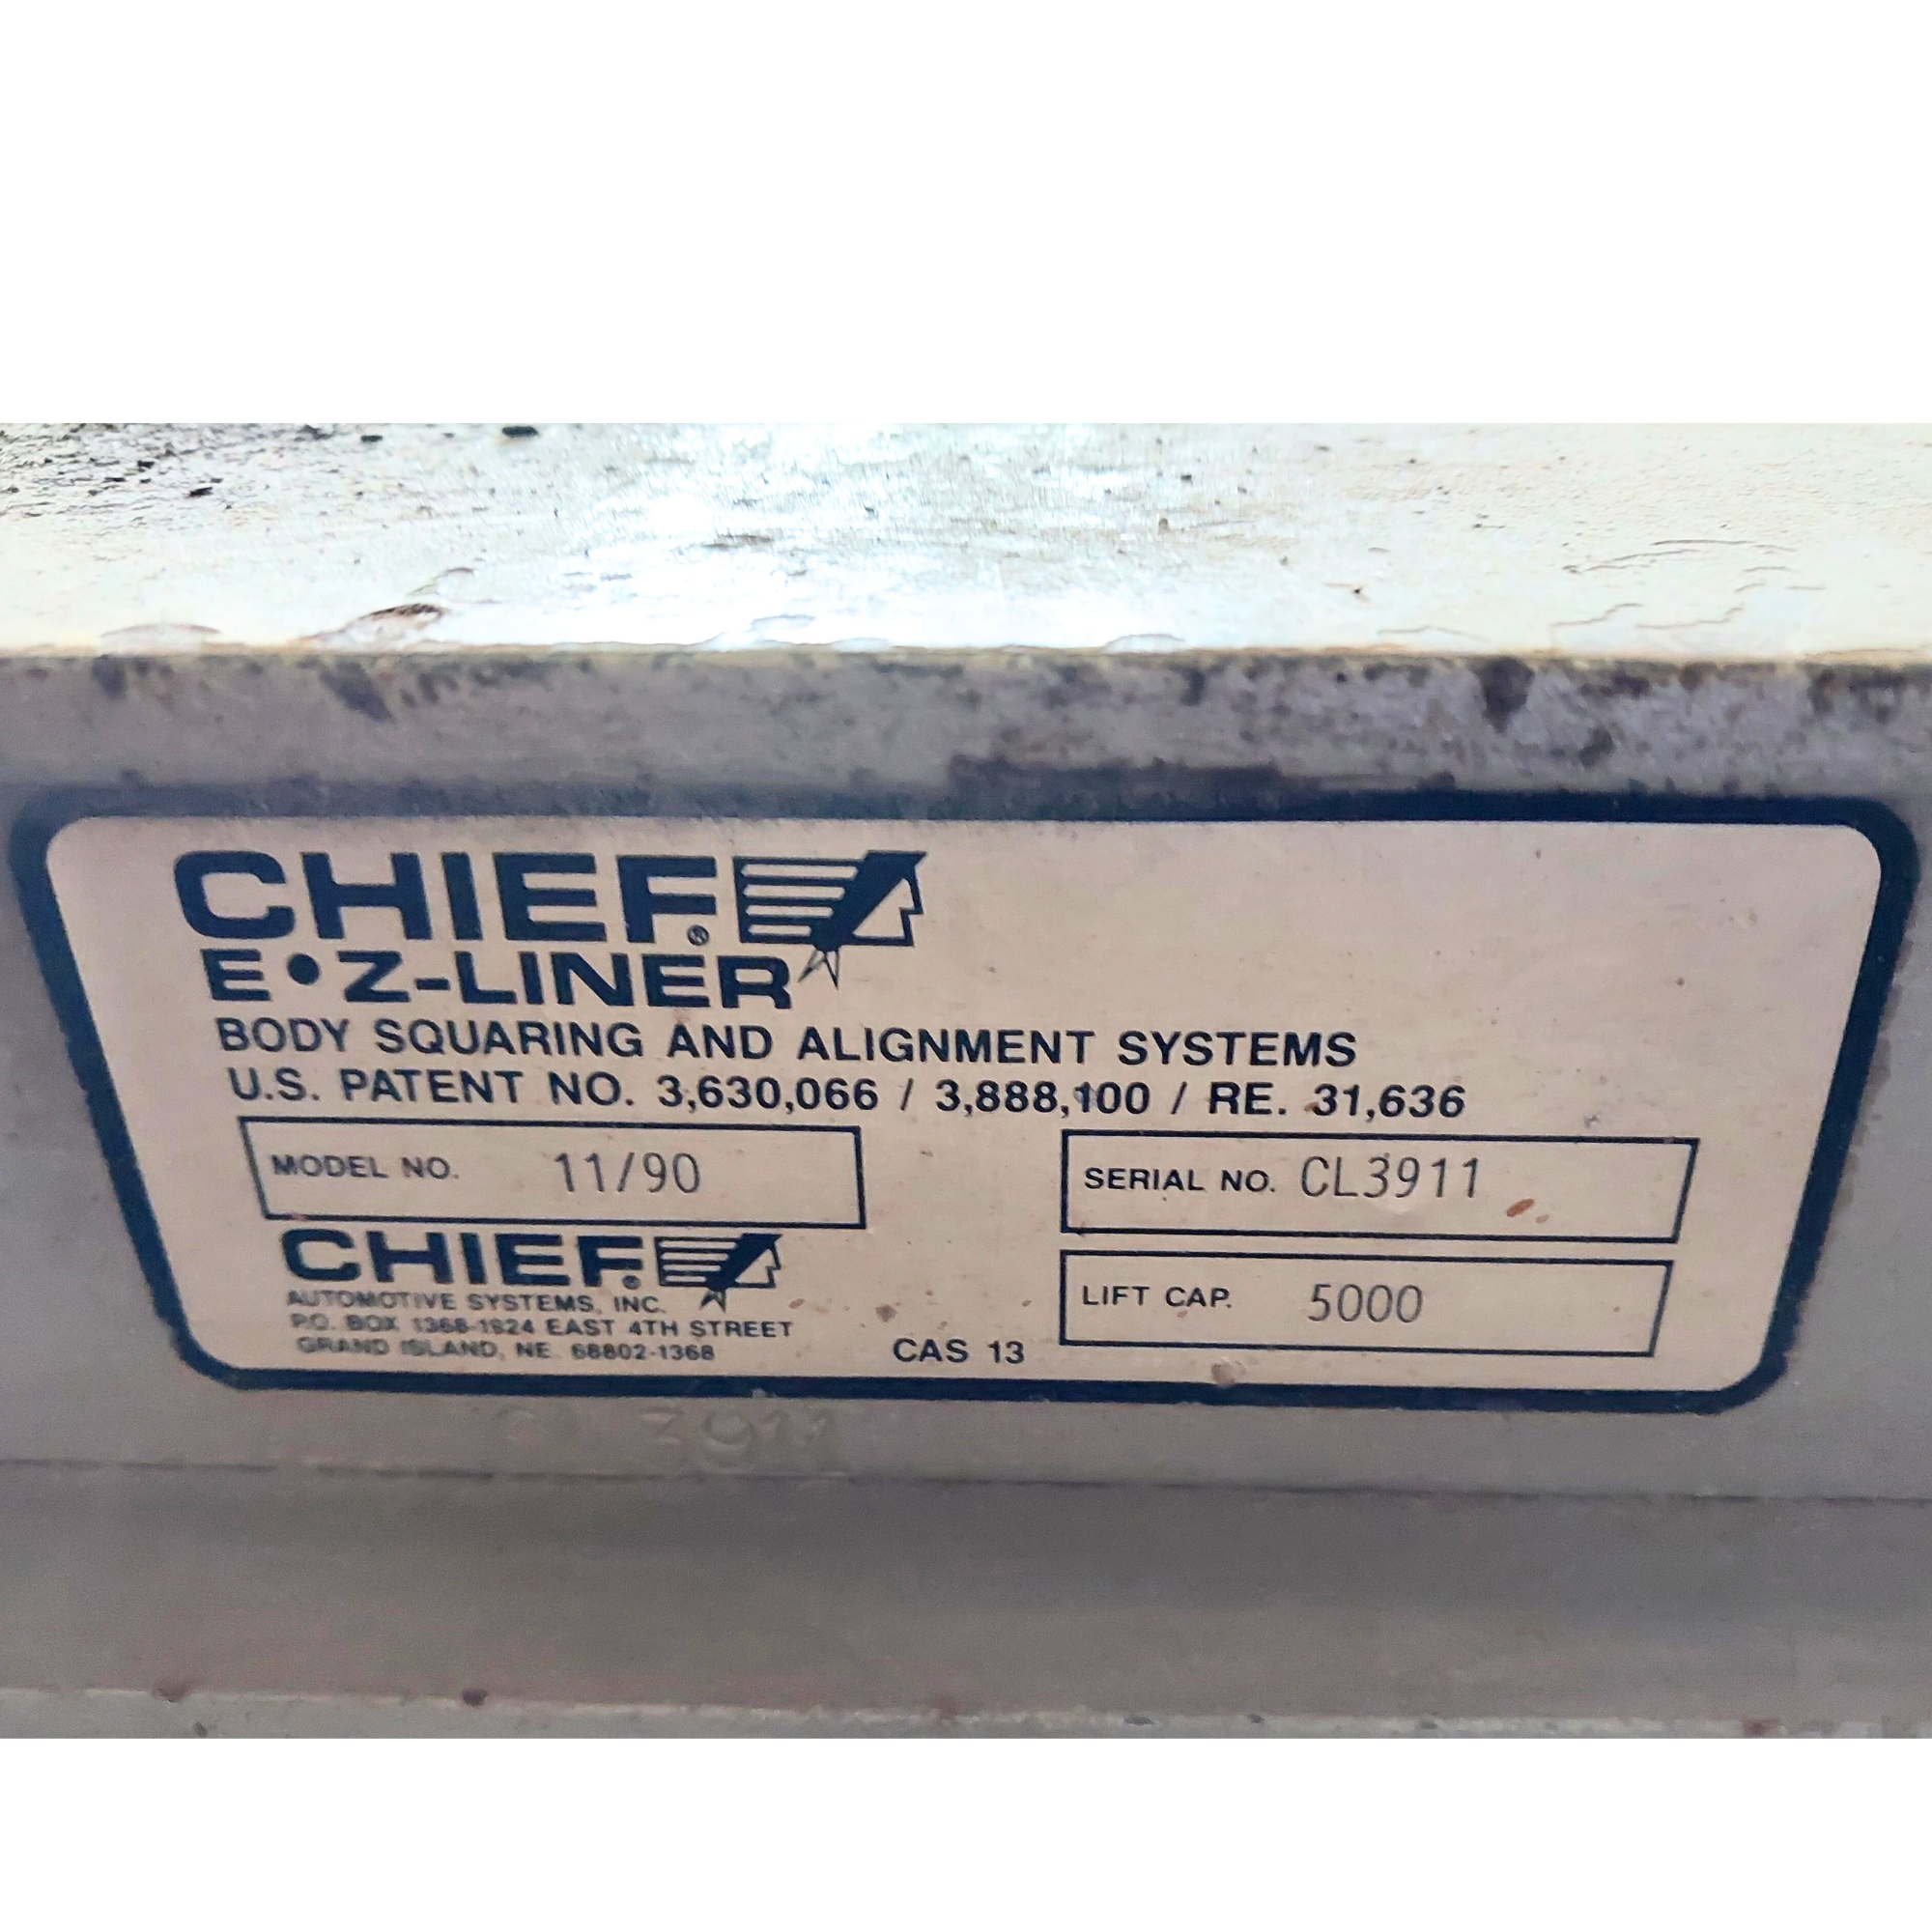 CHIEF®
E•Z-LINER
BODY SQUARING AND ALIGNMENT SYSTEMS
U.S. PATENT NO. 3,630,066 / 3,888,100 / RE. 31,636
MODEL NO. 11/90
SERIAL NO. CL3911
LIFT CAP. 5000
CHIEF®
AUTOMOTIVE SYSTEMS, INC.
P.O. BOX 1368-1924 EAST 4TH STREET
GRAND ISLAND, NE. 68802-1368
CAS 13
3911